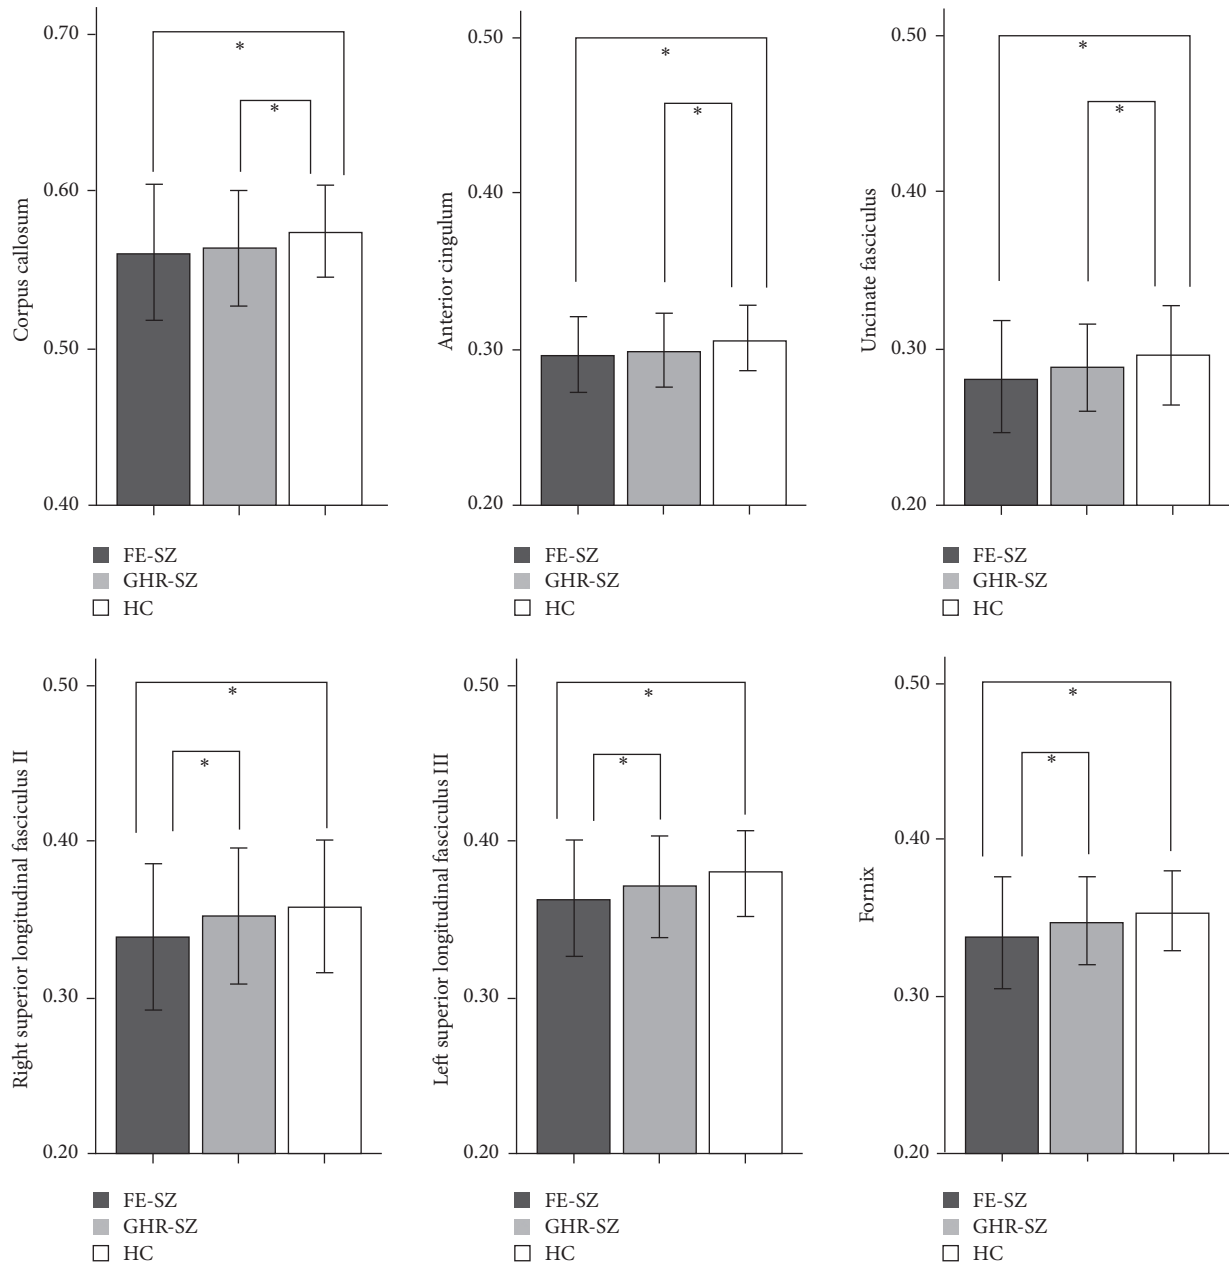 Corpus callosum
0.70
0.60
0.50
0.40
*
*
FE-SZ
GHR-SZ
HC
Anterior cingulum
0.50
0.40
0.30
0.20
*
*
FE-SZ
GHR-SZ
HC
Uncinate fasciculus
0.50
0.40
0.30
0.20
*
*
FE-SZ
GHR-SZ
HC
Right superior longitudinal fasciculus II
0.50
0.40
0.30
0.20
*
*
FE-SZ
GHR-SZ
HC
Left superior longitudinal fasciculus III
0.50
0.40
0.30
0.20
*
*
FE-SZ
GHR-SZ
HC
Fornix
0.50
0.40
0.30
0.20
*
*
FE-SZ
GHR-SZ
HC